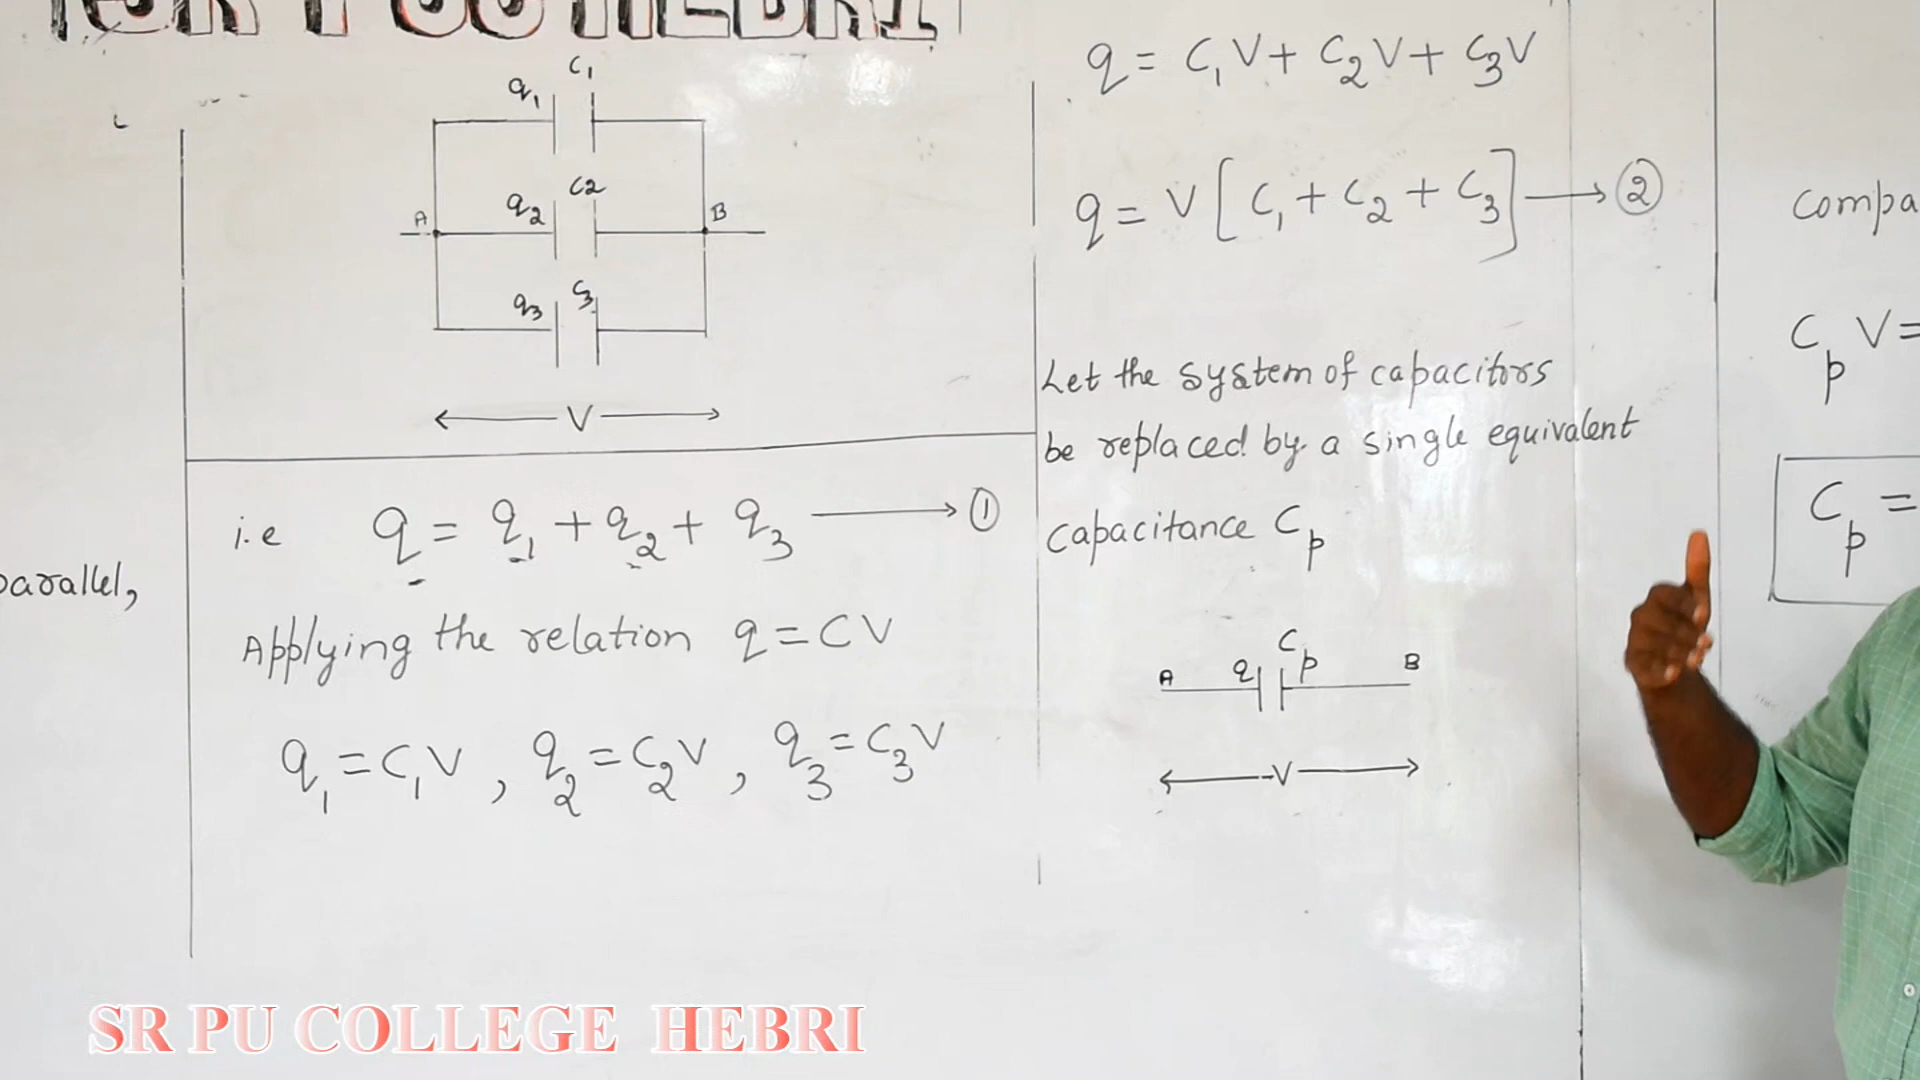 HEBRI
C₁
q₁
C2
q₂
A
B
C₃
q₃
V
i.e q = q₁ + q₂ + q₃ → ①
parallel,
Applying the relation q = CV
q₁ = C₁V , q₂ = C₂V , q₃ = C₃V
q = C₁V + C₂V + C₃V
q = V [ C₁ + C₂ + C₃ ] → ②
Let the system of capacitors
be replaced by a single equivalent
capacitance Cp
Cp
A q B
V
Cp V =
Cp =
SR PU COLLEGE HEBRI